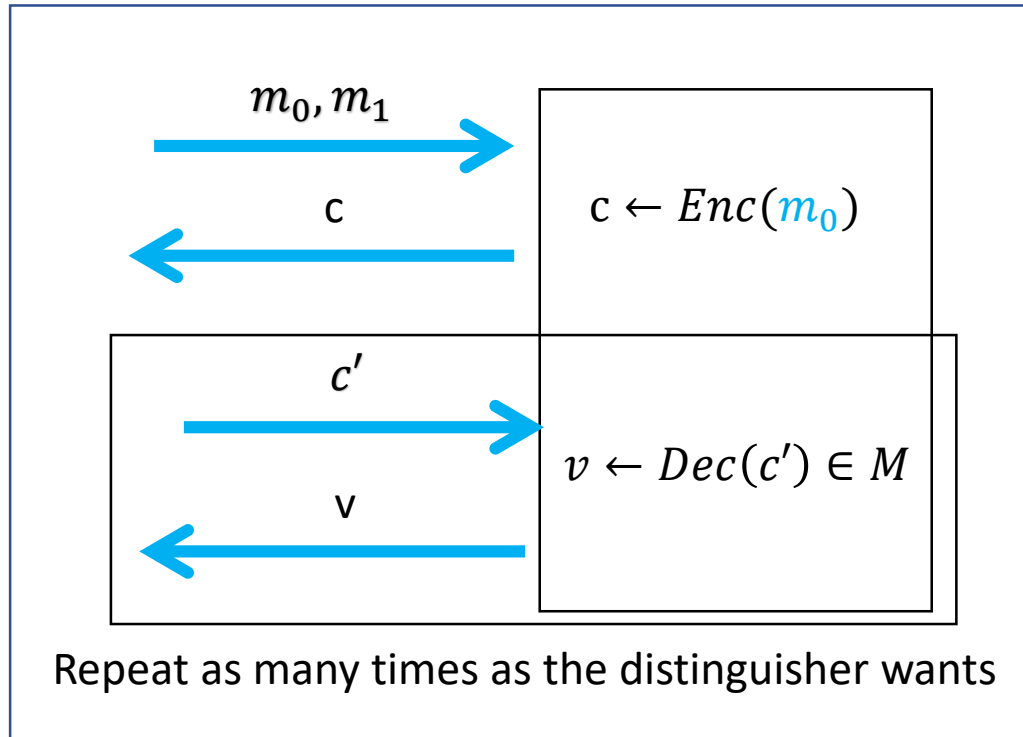 m₀, m₁
c
c ← Enc(m₀)
c′
v ← Dec(c′) ∈ M
v
Repeat as many times as the distinguisher wants